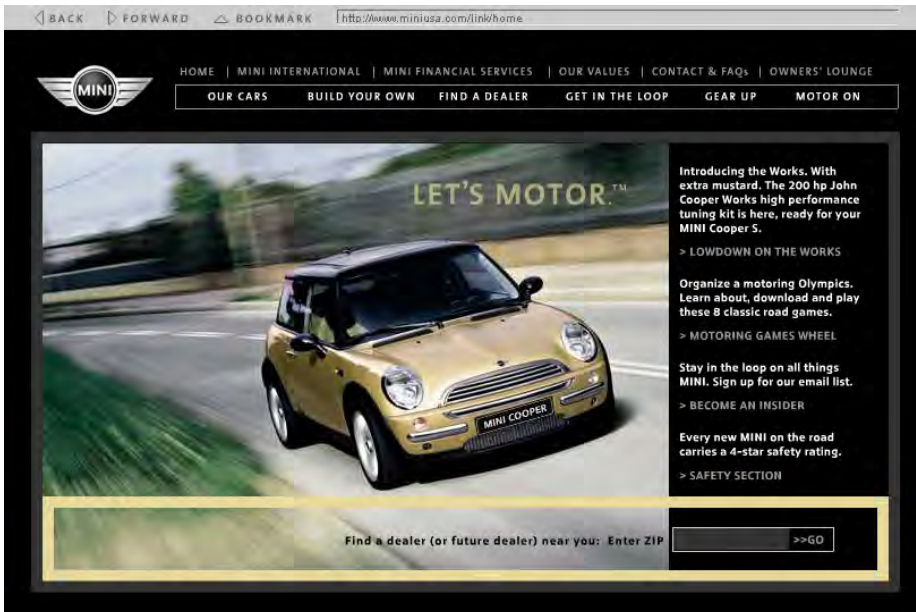 BACK FORWARD BOOKMARK http://www.miniusa.com/link/home
HOME | MINI INTERNATIONAL | MINI FINANCIAL SERVICES | OUR VALUES | CONTACT & FAQs | OWNERS' LOUNGE
MINI
OUR CARS BUILD YOUR OWN FIND A DEALER GET IN THE LOOP GEAR UP MOTOR ON
LET'S MOTOR.™
MINI COOPER
Introducing the Works. With
extra mustard. The 200 hp John
Cooper Works high performance
tuning kit is here, ready for your
MINI Cooper S.
> LOWDOWN ON THE WORKS
Organize a motoring Olympics.
Learn about, download and play
these 8 classic road games.
> MOTORING GAMES WHEEL
Stay in the loop on all things
MINI. Sign up for our email list.
> BECOME AN INSIDER
Every new MINI on the road
carries a 4-star safety rating.
> SAFETY SECTION
Find a dealer (or future dealer) near you: Enter ZIP >>GO